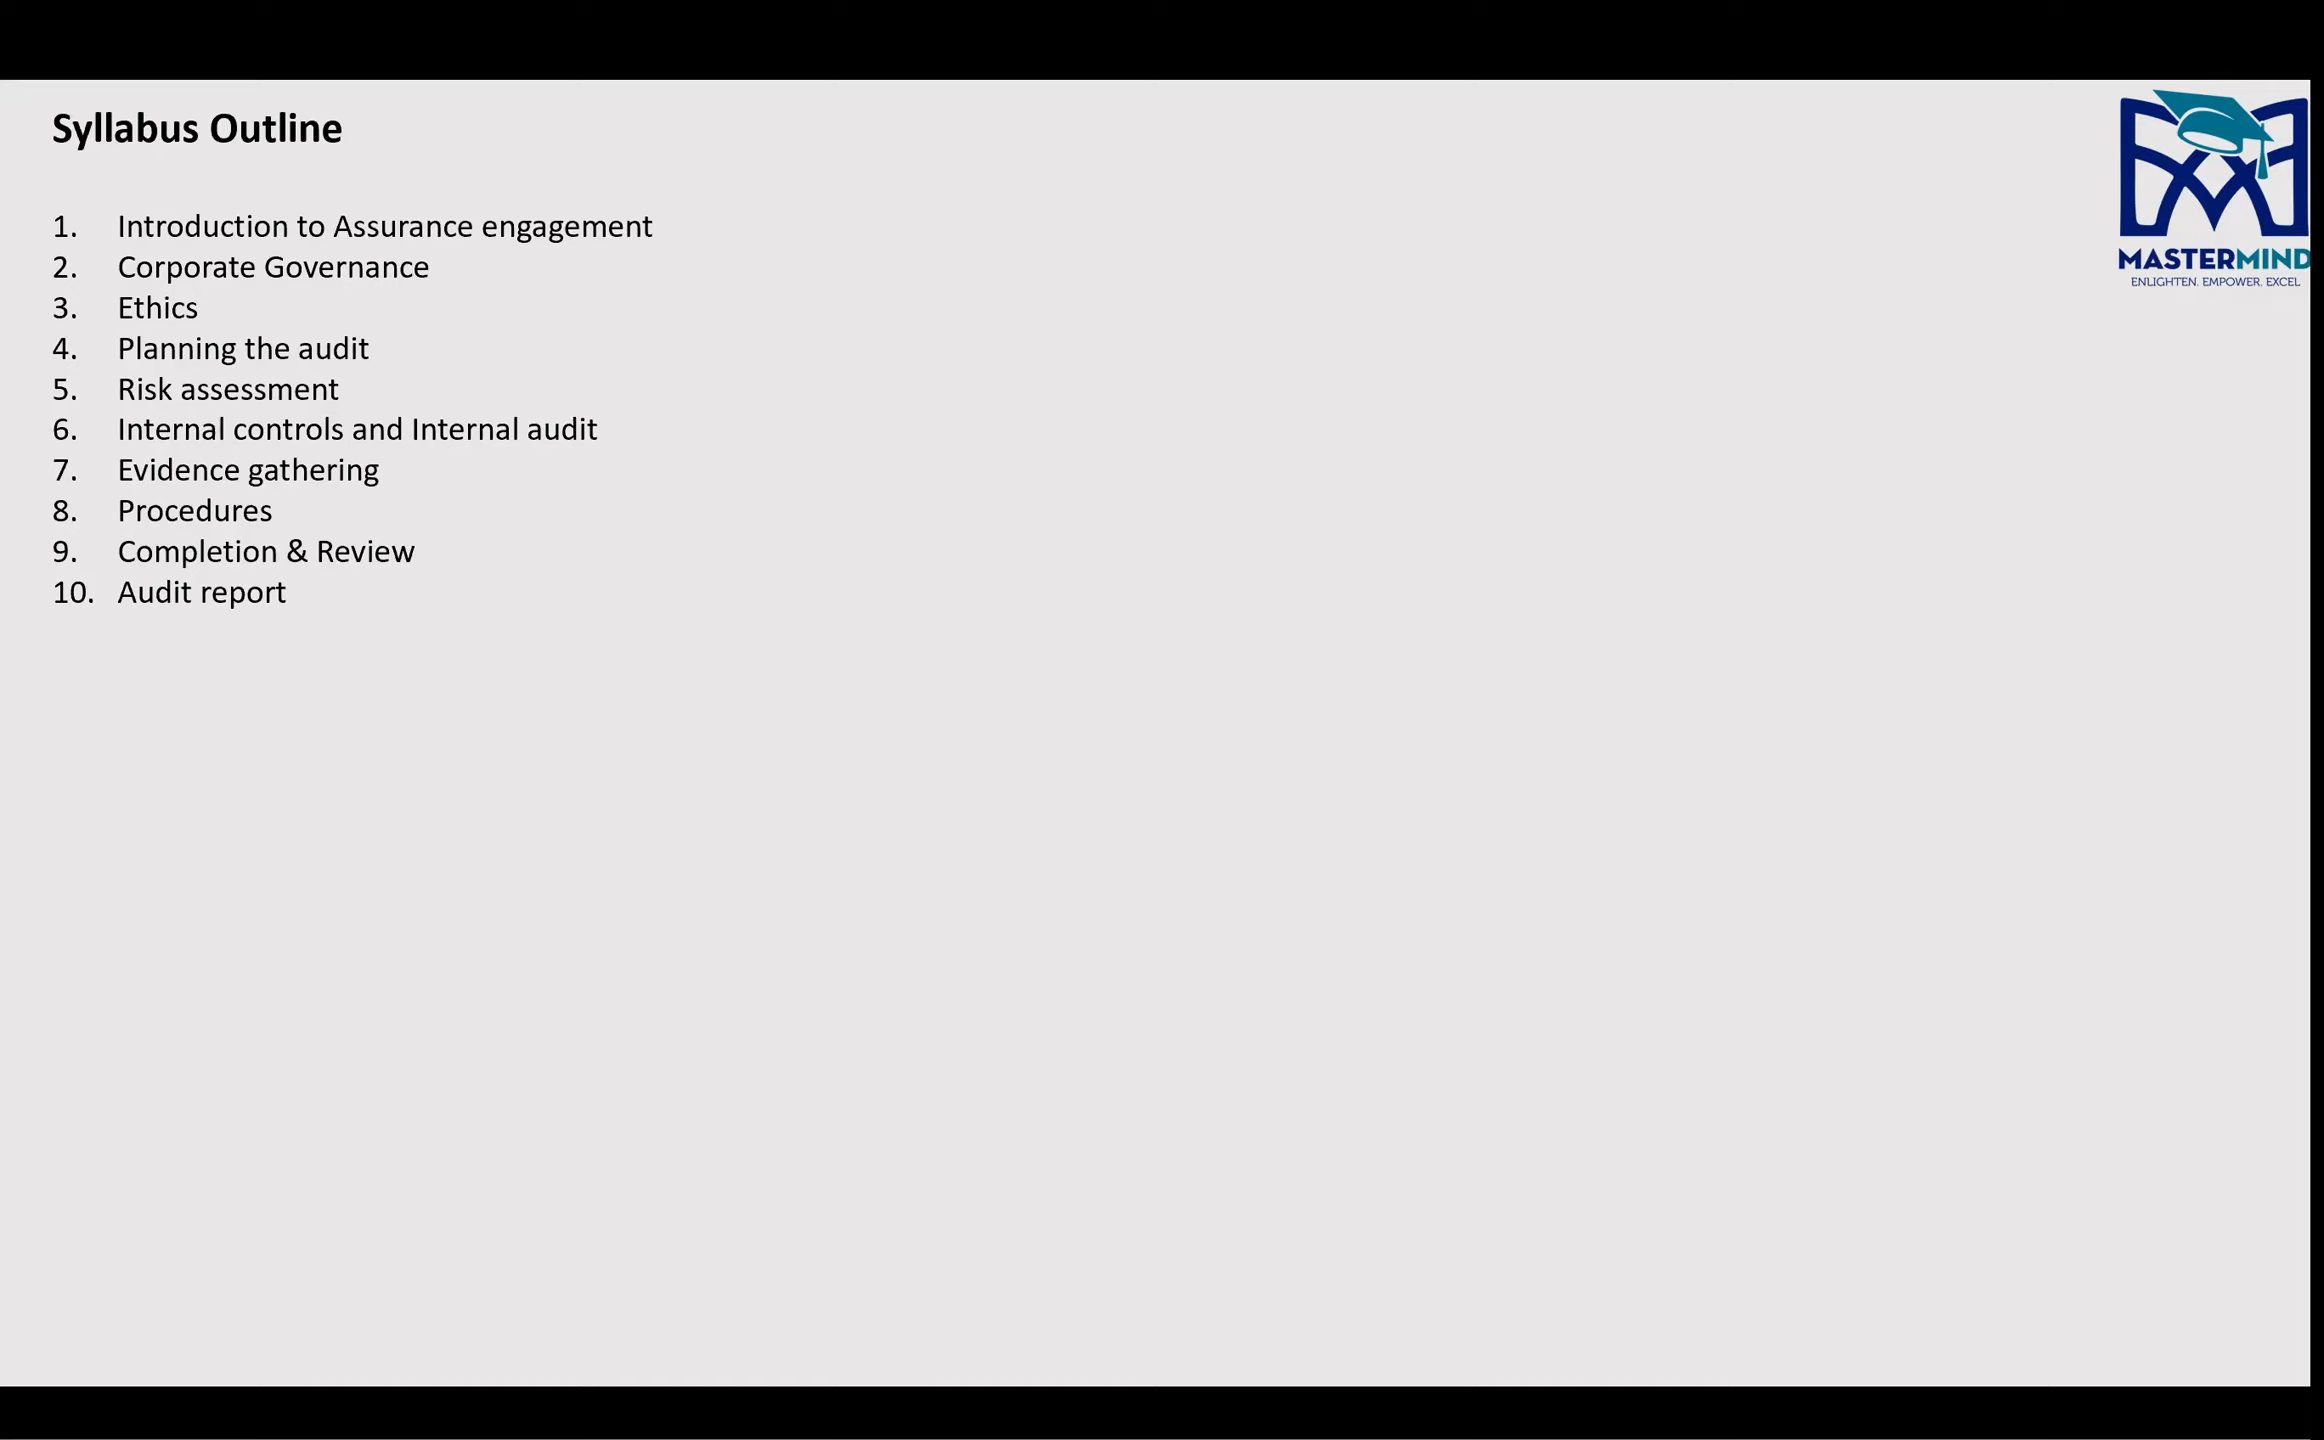 Syllabus Outline
1. Introduction to Assurance engagement
2. Corporate Governance
3. Ethics
4. Planning the audit
5. Risk assessment
6. Internal controls and Internal audit
7. Evidence gathering
8. Procedures
9. Completion & Review
10. Audit report
MASTERMIND
ENLIGHTEN. EMPOWER. EXCEL